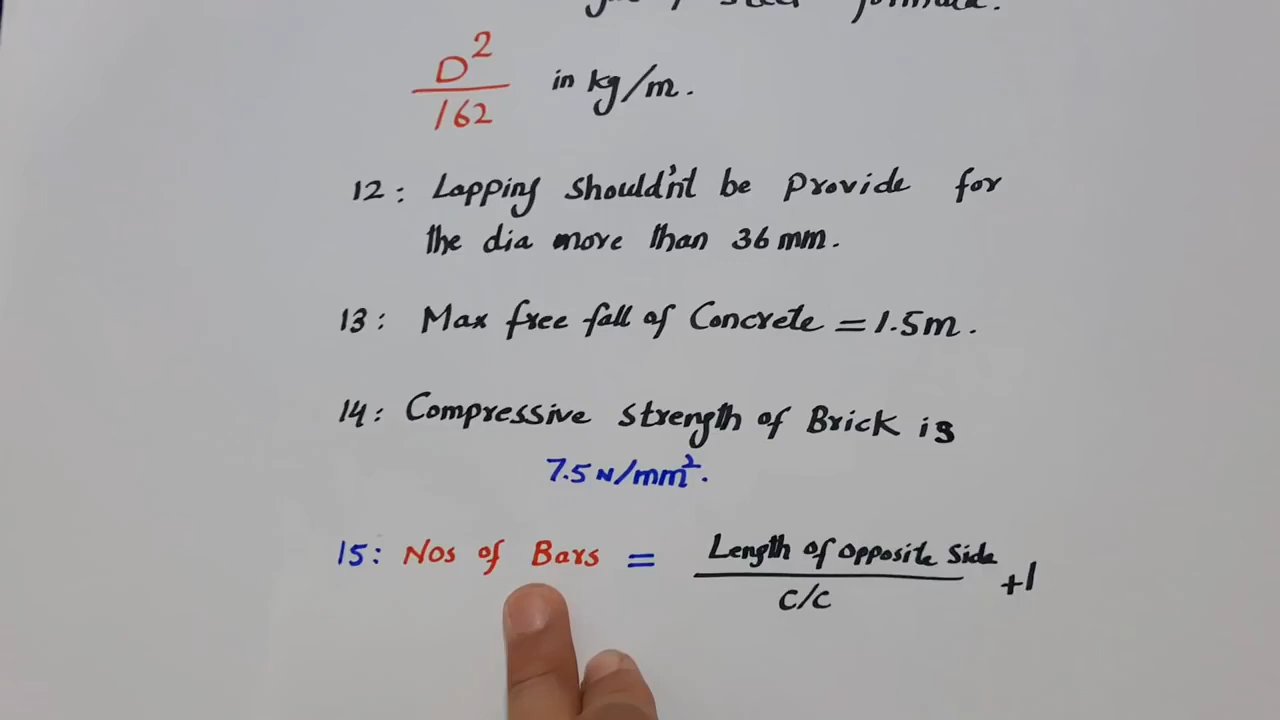 steel formula.
D²
162
in kg/m.
12: Lapping shouldn't be provide for
the dia more than 36 mm.
13: Max free fall of Concrete = 1.5m.
14: Compressive strength of Brick is
7.5 N/mm².
15: Nos of Bars = Length of opposite Side
c/c
+1